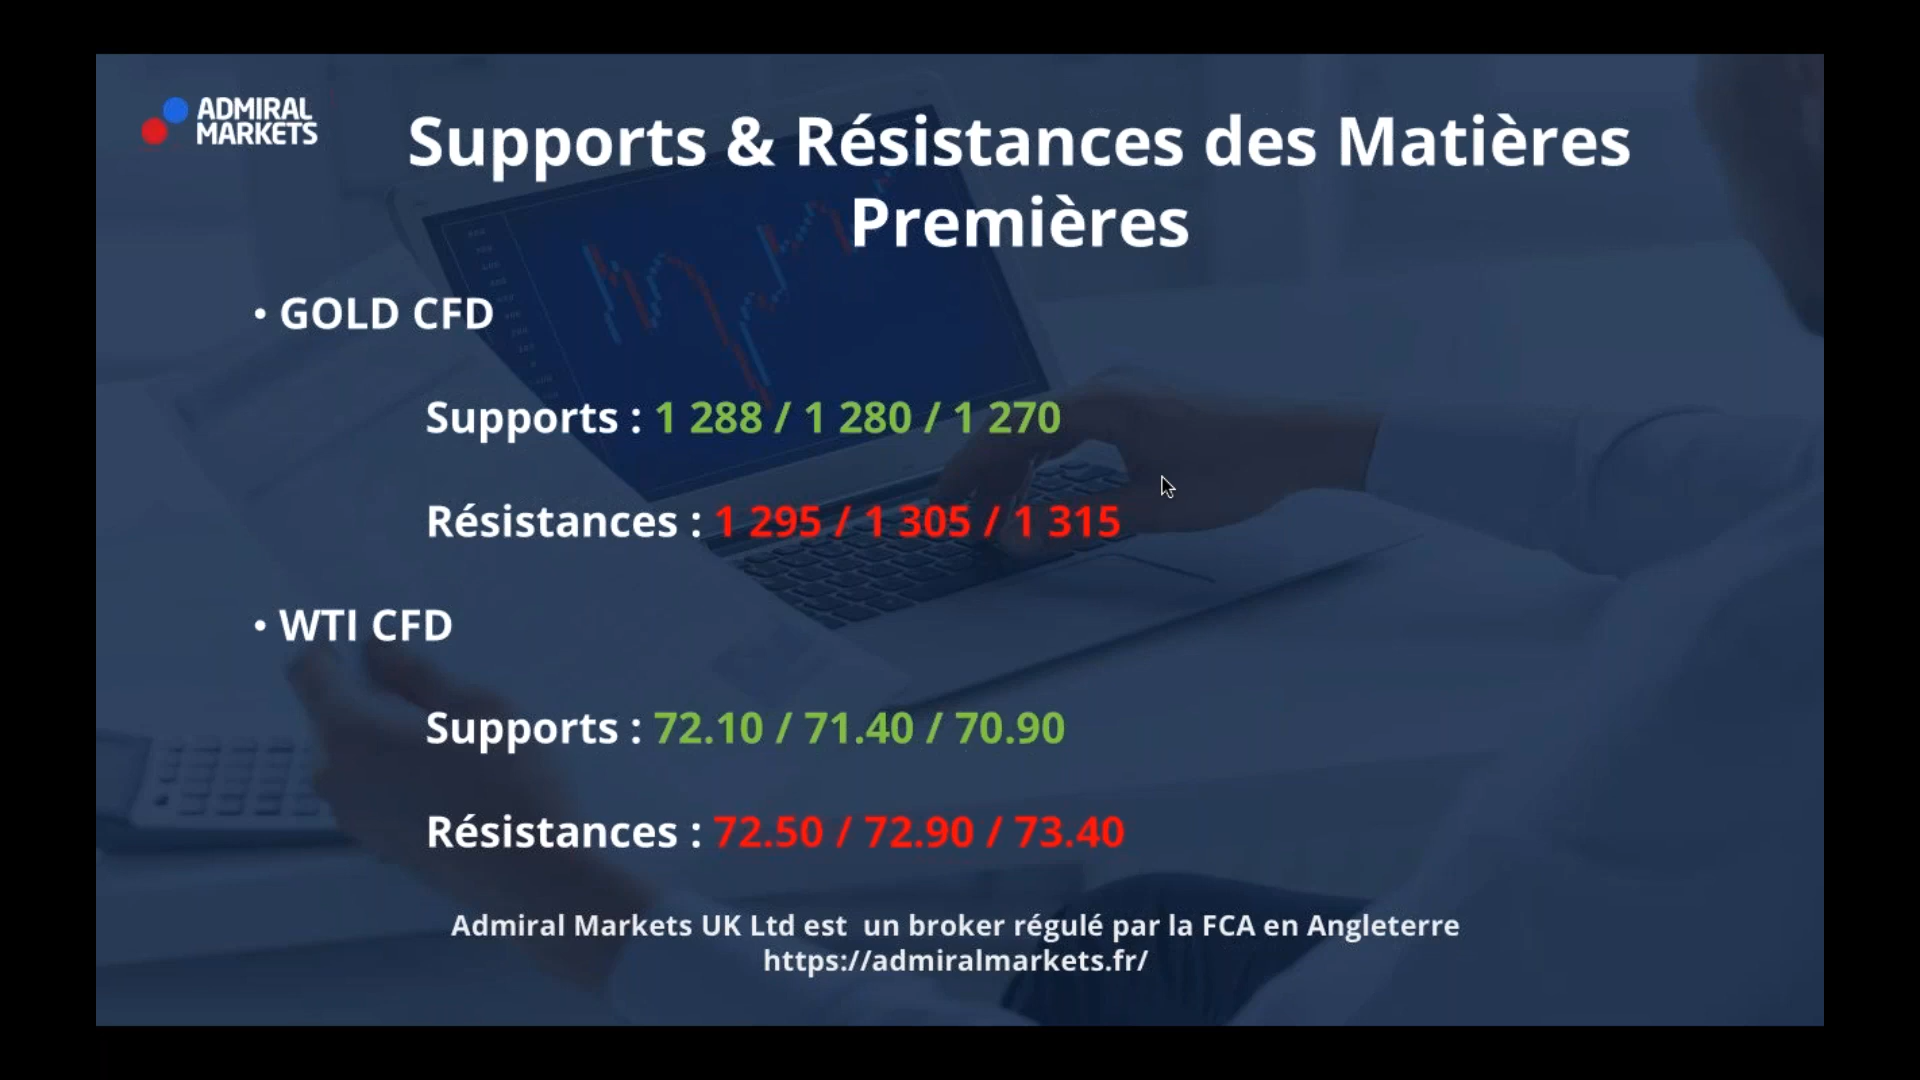 ADMIRAL
MARKETS
Supports & Résistances des Matières
Premières
• GOLD CFD
Supports : 1 288 / 1 280 / 1 270
Résistances : 1 295 / 1 305 / 1 315
• WTI CFD
Supports : 72.10 / 71.40 / 70.90
Résistances : 72.50 / 72.90 / 73.40
Admiral Markets UK Ltd est  un broker régulé par la FCA en Angleterre
https://admiralmarkets.fr/